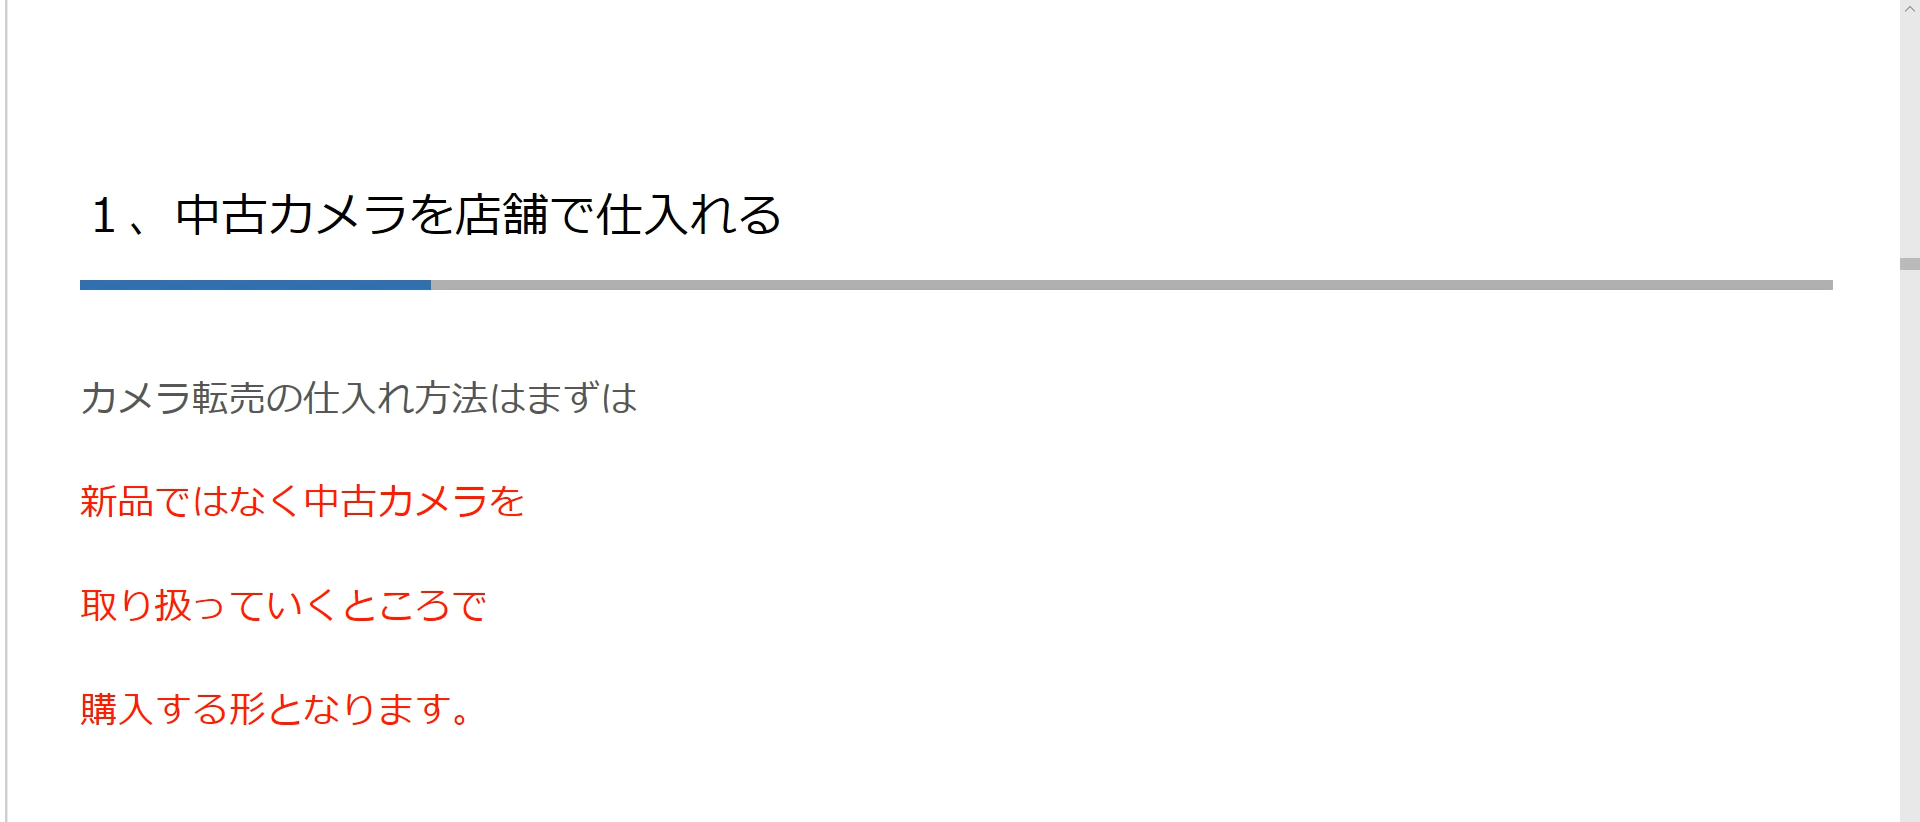 １、中古カメラを店舗で仕入れる
カメラ転売の仕入れ方法はまずは
新品ではなく中古カメラを
取り扱っていくところで
購入する形となります。